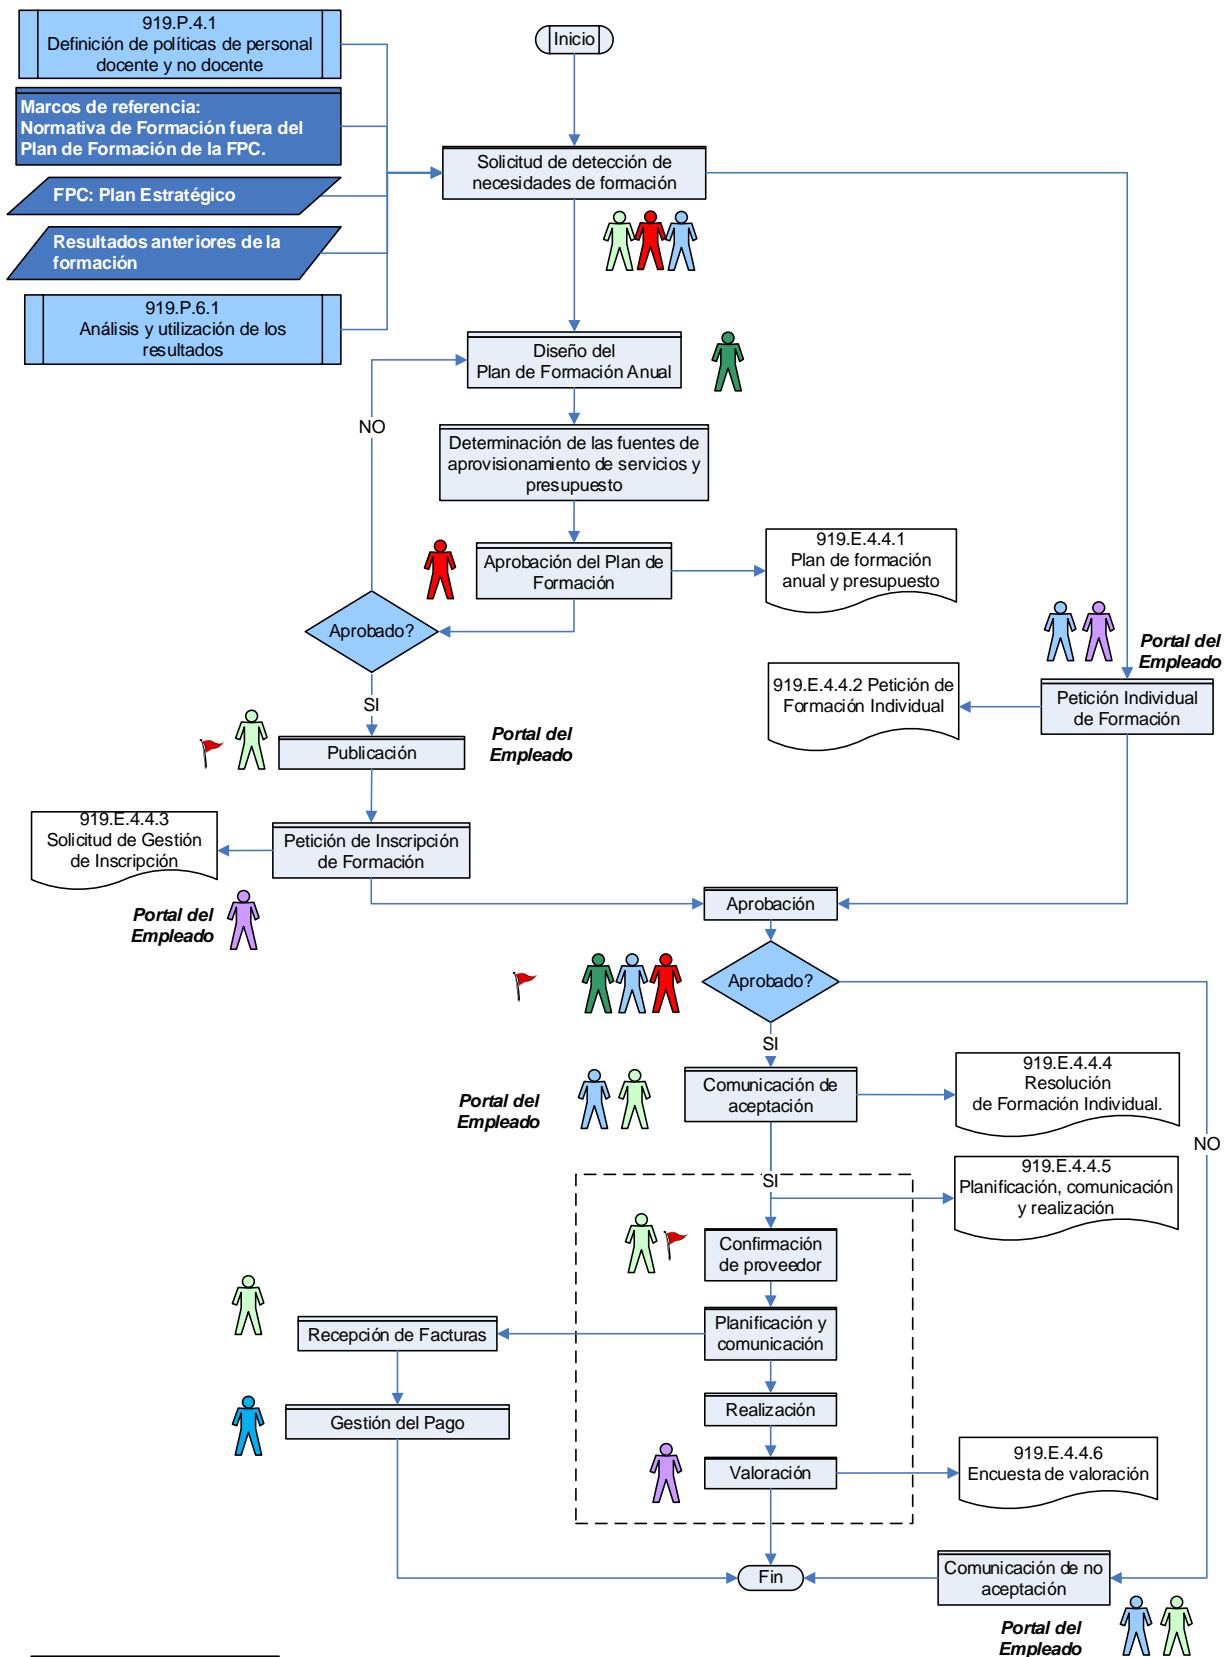 919.P.4.1
Definición de políticas de personal
docente y no docente
Inicio
Marcos de referencia:
Normativa de Formación fuera del
Plan de Formación de la FPC.
Solicitud de detección de
necesidades de formación
FPC: Plan Estratégico
Resultados anteriores de la
formación
919.P.6.1
Análisis y utilización de los
resultados
Diseño del
Plan de Formación Anual
NO
Determinación de las fuentes de
aprovisionamiento de servicios y
presupuesto
Aprobación del Plan de
Formación
919.E.4.4.1
Plan de formación
anual y presupuesto
Aprobado?
Portal del
Empleado
919.E.4.4.2 Petición de
Formación Individual
Petición Individual
de Formación
SI
Publicación
Portal del
Empleado
919.E.4.4.3
Solicitud de Gestión
de Inscripción
Petición de Inscripción
de Formación
Portal del
Empleado
Aprobación
Aprobado?
SI
Portal del
Empleado
Comunicación de
aceptación
919.E.4.4.4
Resolución
de Formación Individual.
NO
SI
919.E.4.4.5
Planificación, comunicación
y realización
Confirmación
de proveedor
Recepción de Facturas
Planificación y
comunicación
Gestión del Pago
Realización
Valoración
919.E.4.4.6
Encuesta de valoración
Fin
Comunicación de no
aceptación
Portal del
Empleado